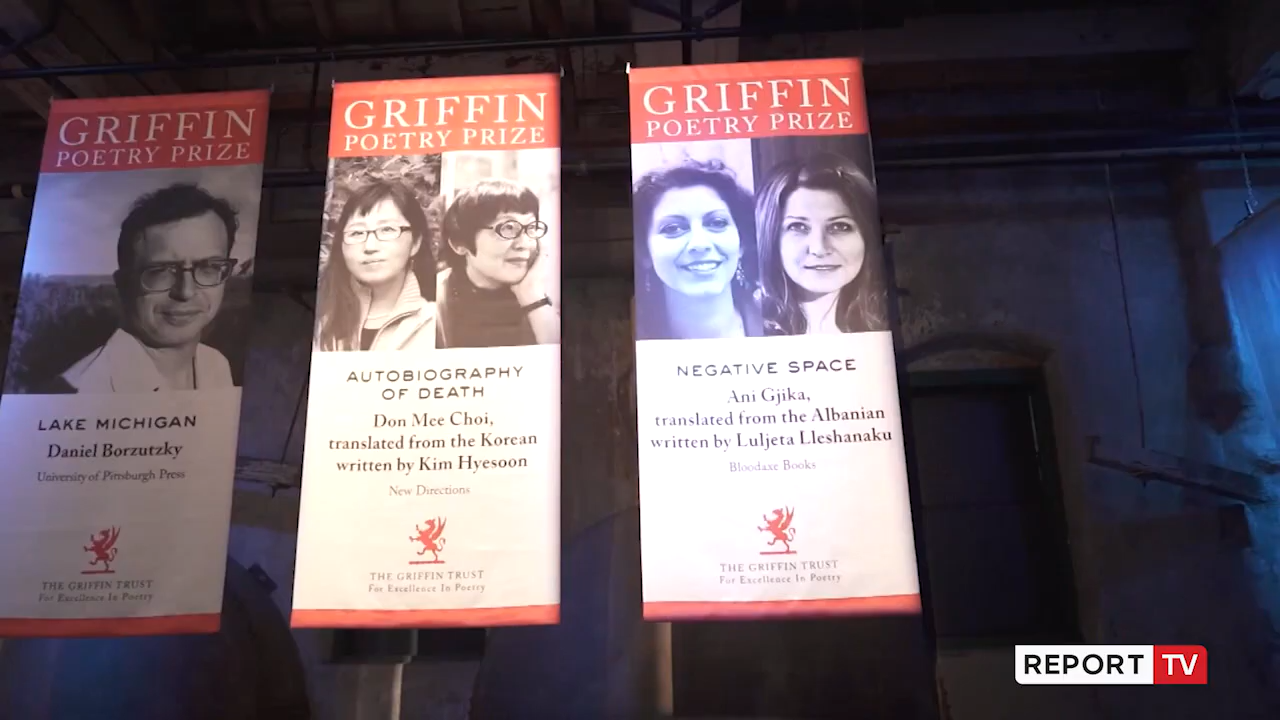 GRIFFIN
POETRY PRIZE
LAKE MICHIGAN
Daniel Borzutzky
University of Pittsburgh Press
THE GRIFFIN TRUST
For Excellence In Poetry
GRIFFIN
POETRY PRIZE
AUTOBIOGRAPHY
OF DEATH
Don Mee Choi,
translated from the Korean
written by Kim Hyesoon
New Directions
THE GRIFFIN TRUST
For Excellence In Poetry
GRIFFIN
POETRY PRIZE
NEGATIVE SPACE
Ani Gjika,
translated from the Albanian
written by Luljeta Lleshanaku
Bloodaxe Books
THE GRIFFIN TRUST
For Excellence In Poetry
REPORT TV